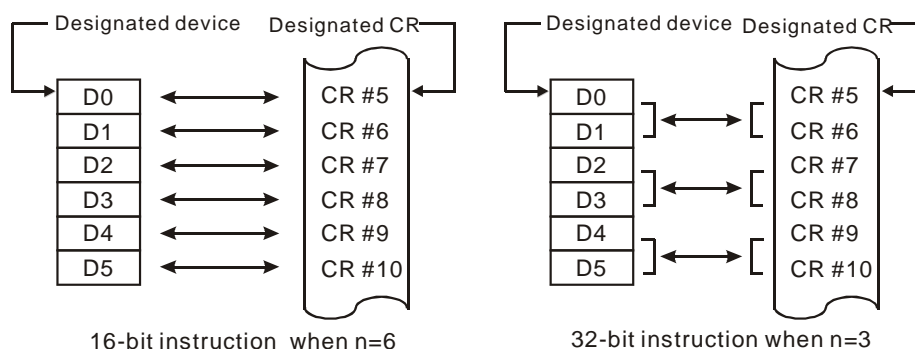 Designated device Designated CR
D0 CR #5
D1 CR #6
D2 CR #7
D3 CR #8
D4 CR #9
D5 CR #10
16-bit instruction when n=6
Designated device Designated CR
D0 CR #5
D1 CR #6
D2 CR #7
D3 CR #8
D4 CR #9
D5 CR #10
32-bit instruction when n=3